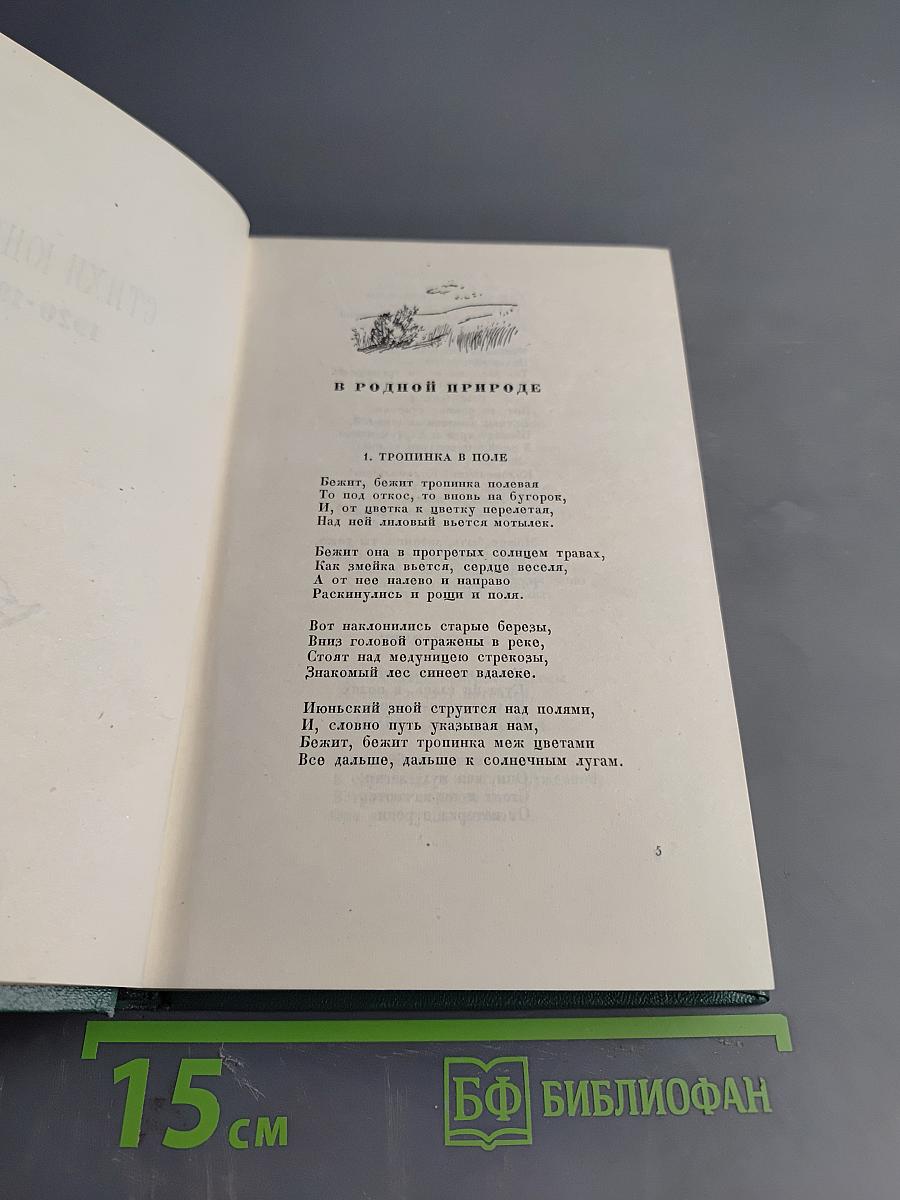 В РОДНОЙ ПРИРОДЕ
1. ТРОПИНКА В ПОЛЕ
Бежит, бежит тропинка полевая
То под откос, то вновь на бугорок,
И, от цветка к цветку перелетая,
Над ней лиловый вьется мотылек.
Бежит она в прогретых солнцем травах,
Как змейка вьется, сердце веселя,
А от нее налево и направо
Раскинулись и рощи и поля.
Вот наклонились старые березы,
Вниз головой отражены в реке,
Стоят над медуницею стрекозы,
Знакомый лес синеет вдалеке.
Июньский зной струится над полями,
И, словно путь указывая нам,
Бежит, бежит тропинка меж цветами
Все дальше, дальше к солнечным лугам.
5
15 см
БФ БИБЛИОФАН